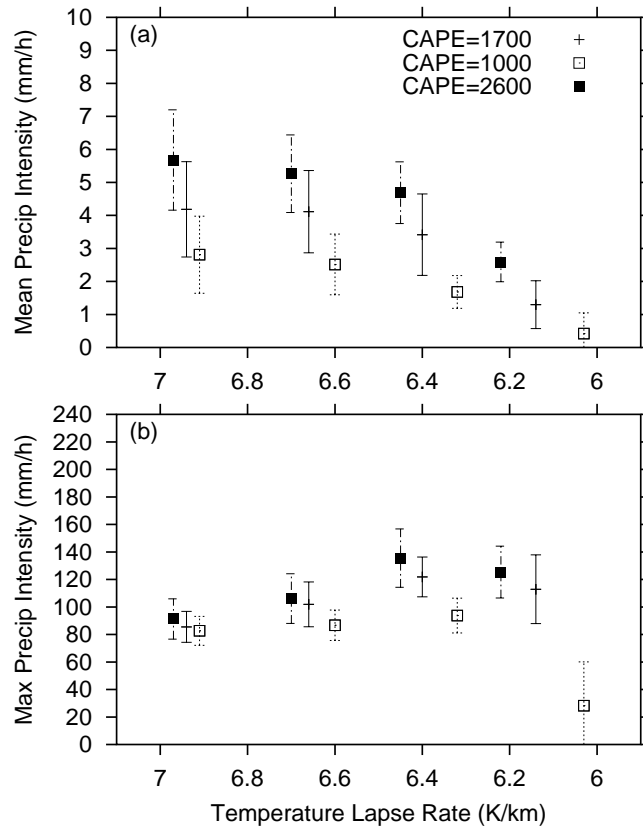 (a)
CAPE=1700
CAPE=1000
CAPE=2600
Mean Precip Intensity (mm/h)
10
9
8
7
6
5
4
3
2
1
0
7 6.8 6.6 6.4 6.2 6
(b)
Max Precip Intensity (mm/h)
240
220
200
180
160
140
120
100
80
60
40
20
0
7 6.8 6.6 6.4 6.2 6
Temperature Lapse Rate (K/km)